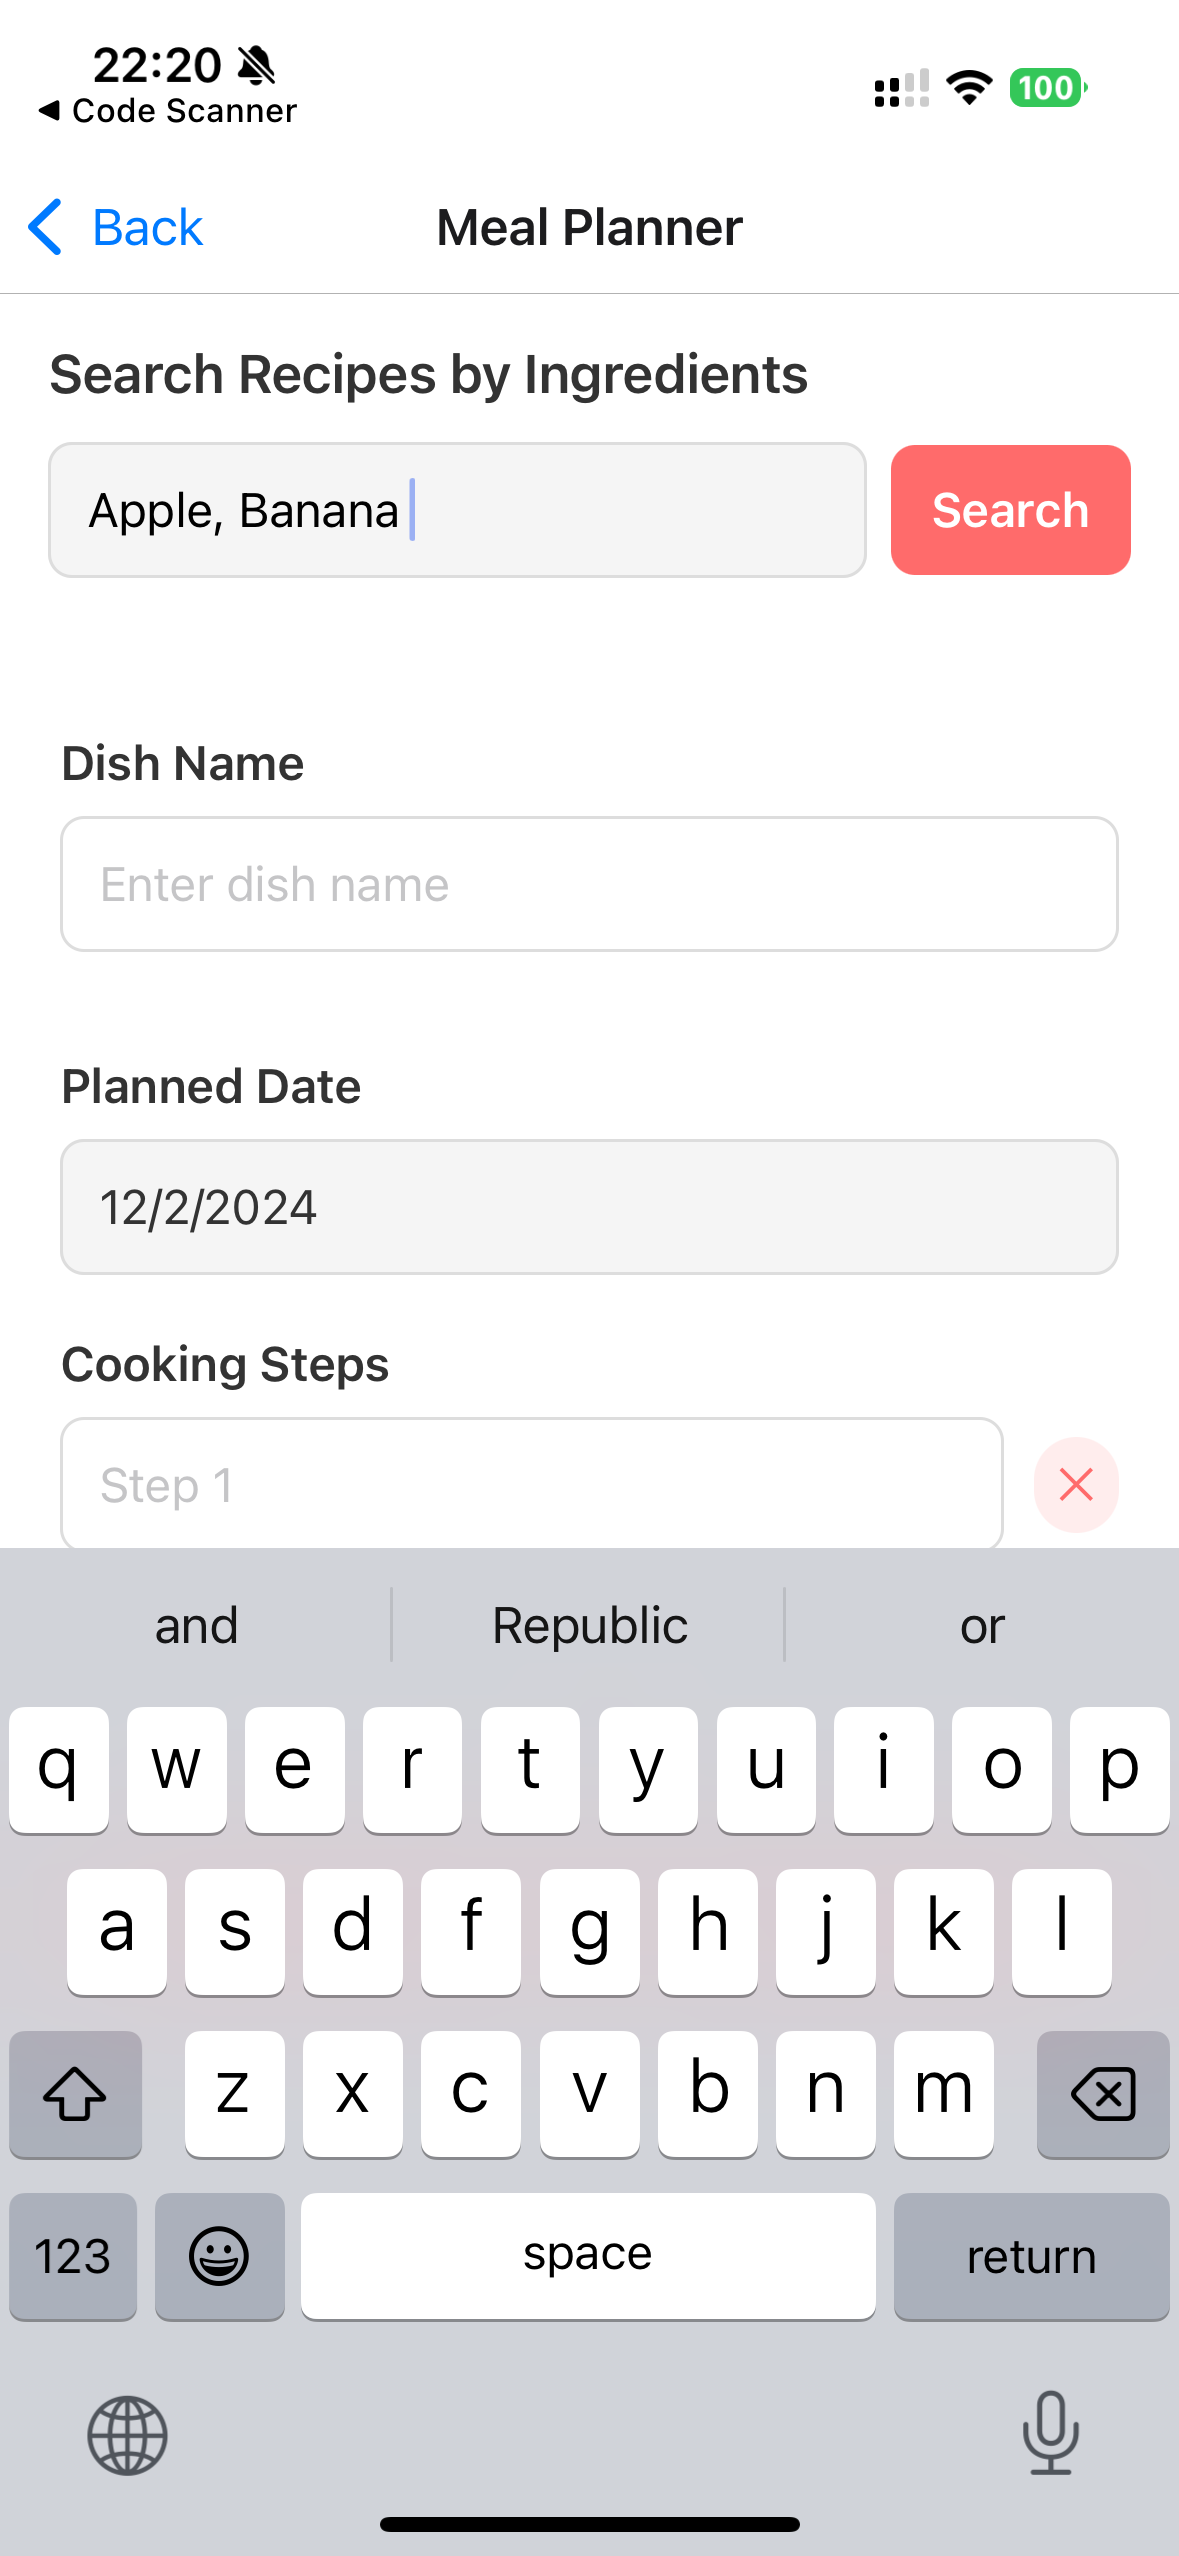 22:20
◀ Code Scanner
100
Back
Meal Planner
Search Recipes by Ingredients
Apple, Banana
Search
Dish Name
Enter dish name
Planned Date
12/2/2024
Cooking Steps
Step 1
and Republic or
q w e r t y u i o p
a s d f g h j k l
z x c v b n m
123 space return